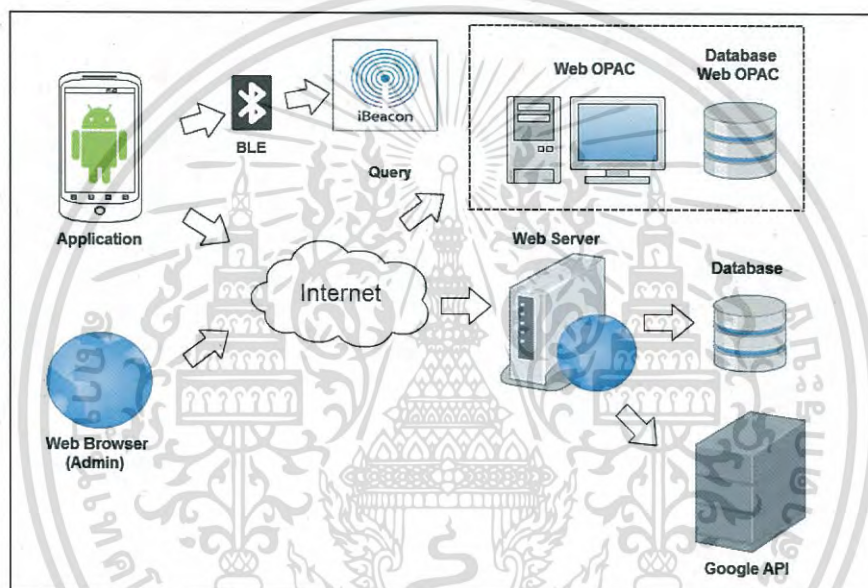 Application
BLE
iBeacon
Query
Web OPAC
Database
Web OPAC
Internet
Web Server
Database
Web Browser
(Admin)
Google API